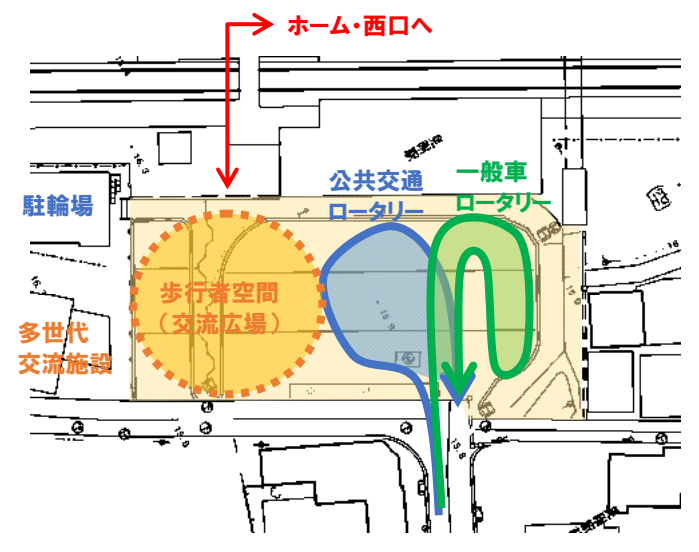 ホーム・西口へ
公共交通
ロータリー
一般車
ロータリー
駐輪場
歩行者空間
(交流広場)
多世代
交流施設